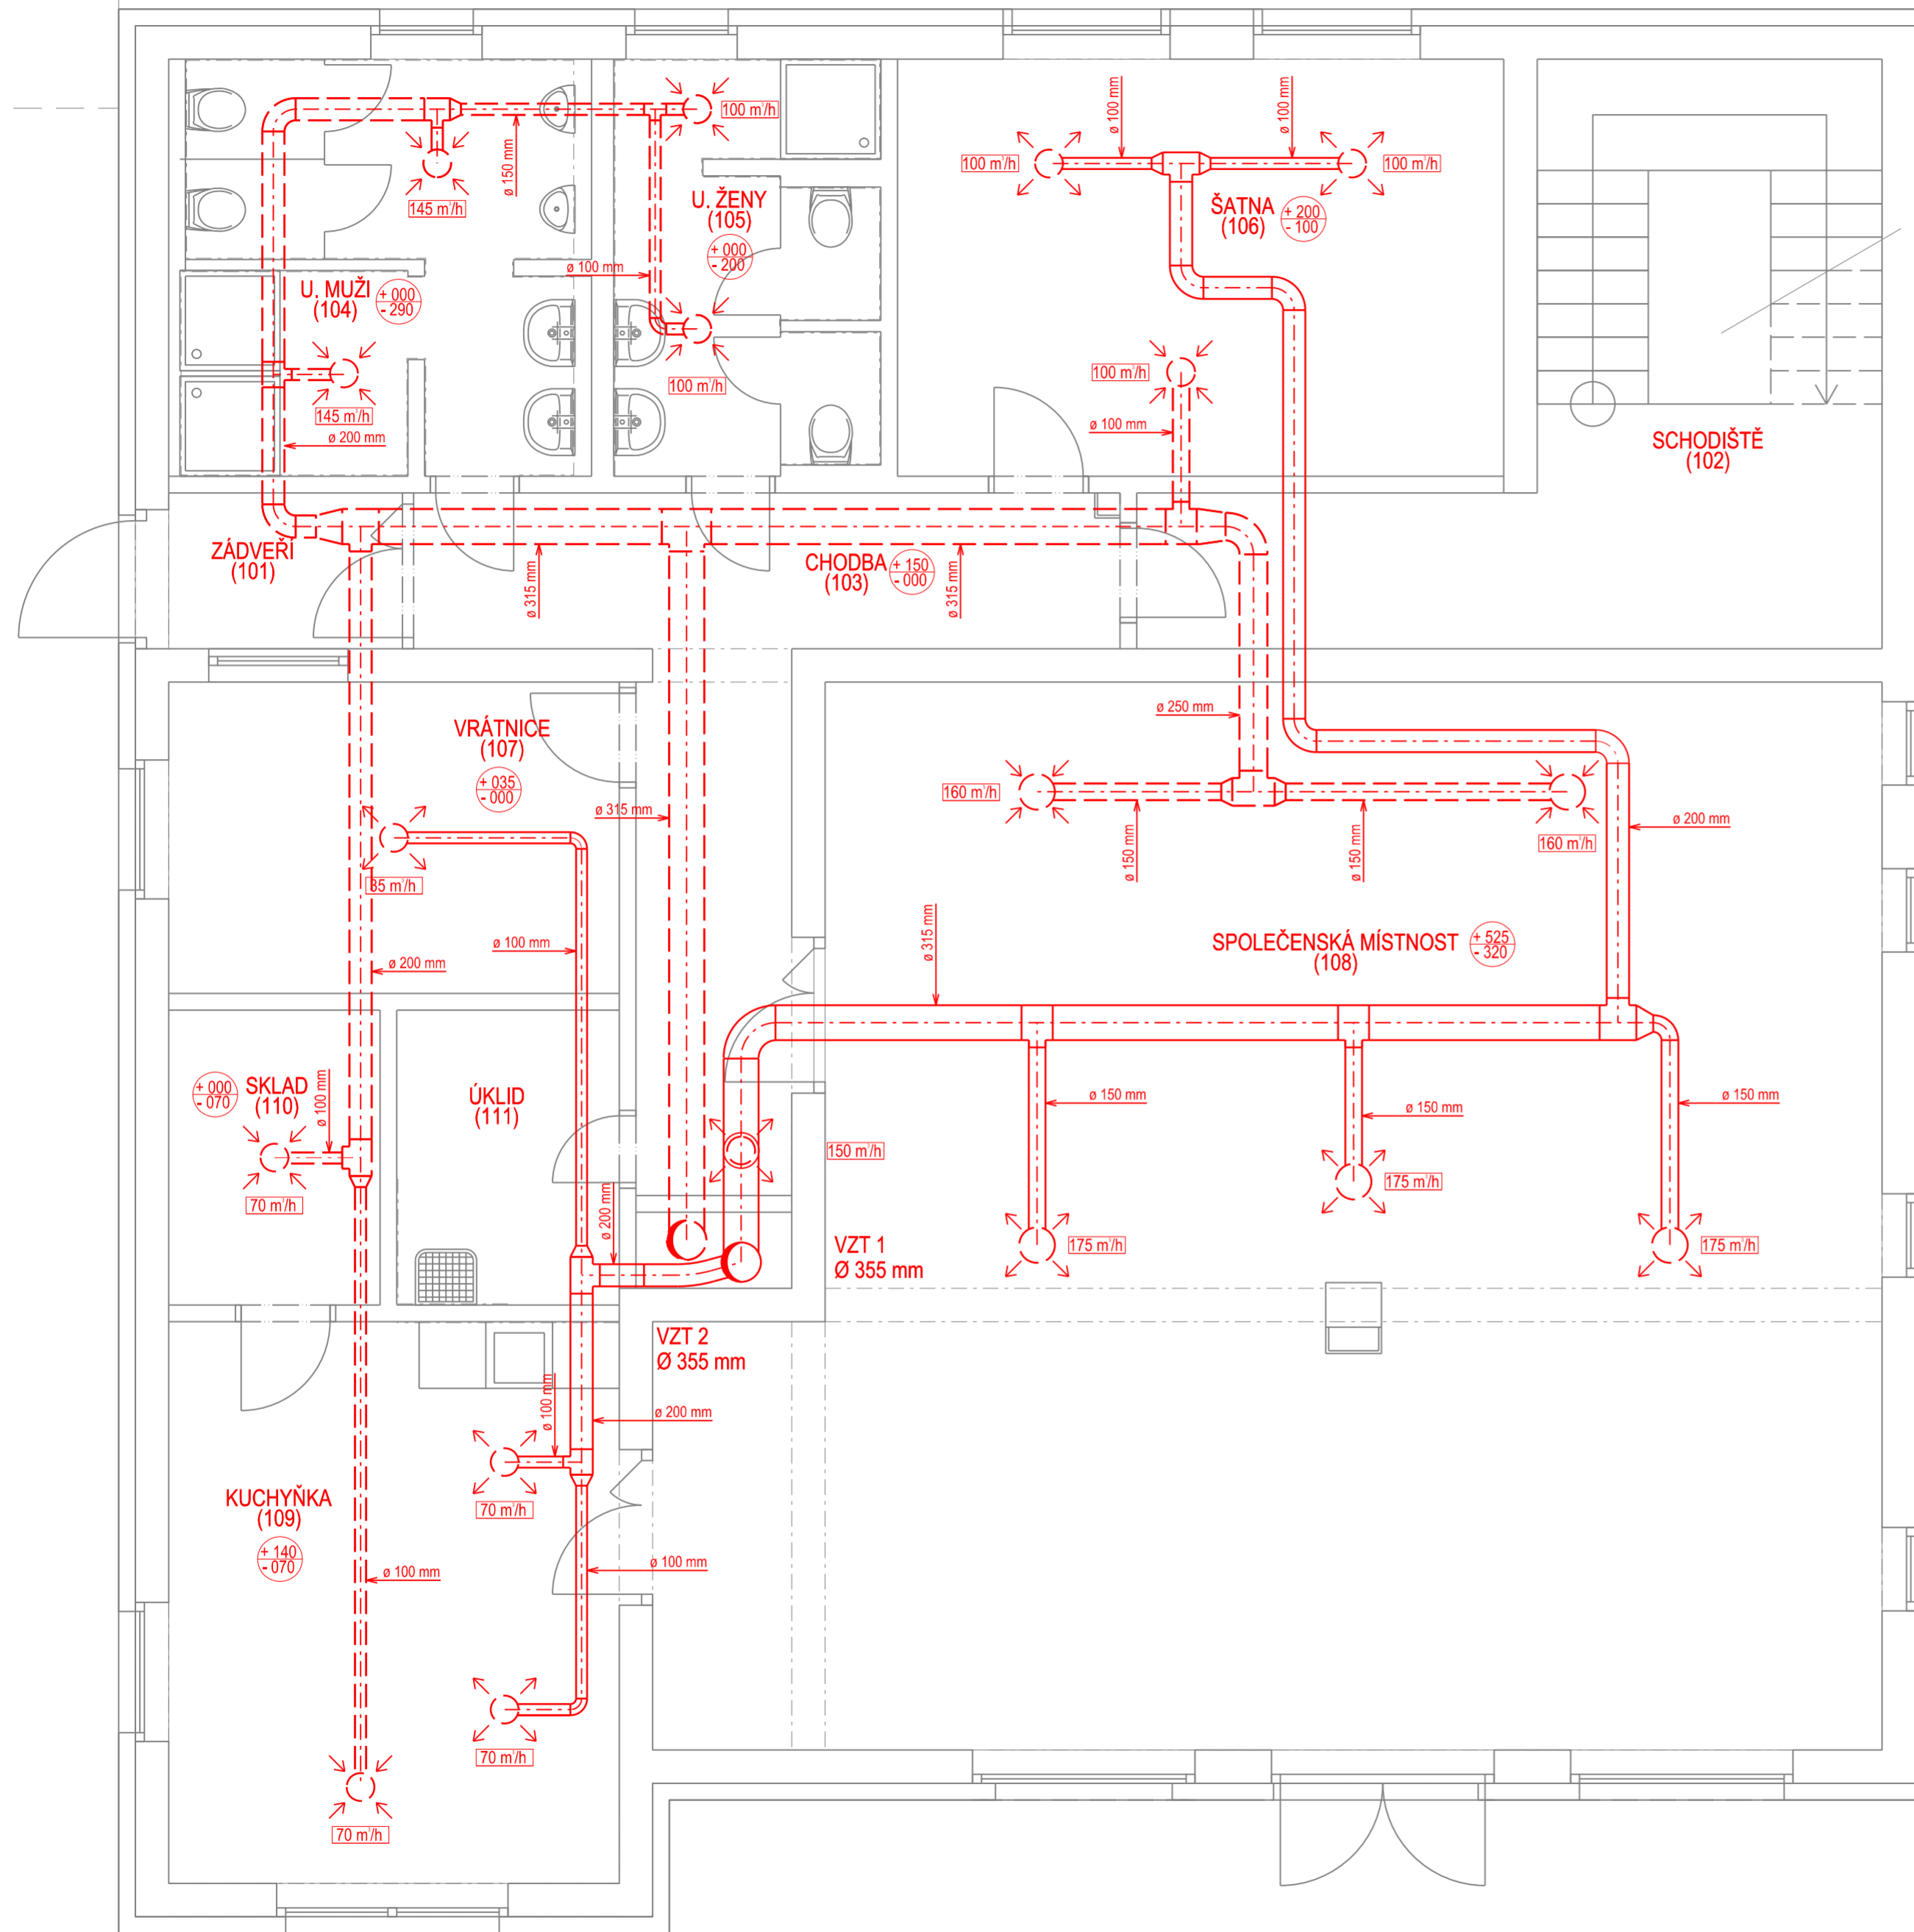 100 m³/h
ø 150 mm
145 m³/h
U. ŽENY
(105)
+ 000
- 200
ø 100 mm
100 m³/h
U. MUŽI
(104)
+ 000
- 290
145 m³/h
ø 200 mm
ø 100 mm
ø 100 mm
100 m³/h
100 m³/h
ŠATNA
(106)
+ 200
- 100
100 m³/h
ø 100 mm
SCHODIŠTĚ
(102)
ZÁDVEŘÍ
(101)
ø 315 mm
CHODBA
(103)
+ 150
- 000
ø 315 mm
VRÁTNICE
(107)
+ 035
- 000
ø 315 mm
35 m³/h
ø 100 mm
ø 200 mm
ø 250 mm
160 m³/h
ø 150 mm
ø 150 mm
160 m³/h
ø 200 mm
ø 315 mm
SPOLEČENSKÁ MÍSTNOST
(108)
+ 525
- 320
+ 000
- 070
SKLAD
(110)
ø 100 mm
70 m³/h
ÚKLID
(111)
ø 200 mm
150 m³/h
ø 150 mm
ø 150 mm
ø 150 mm
175 m³/h
175 m³/h
175 m³/h
VZT 1
Ø 355 mm
VZT 2
Ø 355 mm
ø 100 mm
ø 200 mm
70 m³/h
KUCHYŇKA
(109)
+ 140
- 070
ø 100 mm
ø 100 mm
70 m³/h
70 m³/h